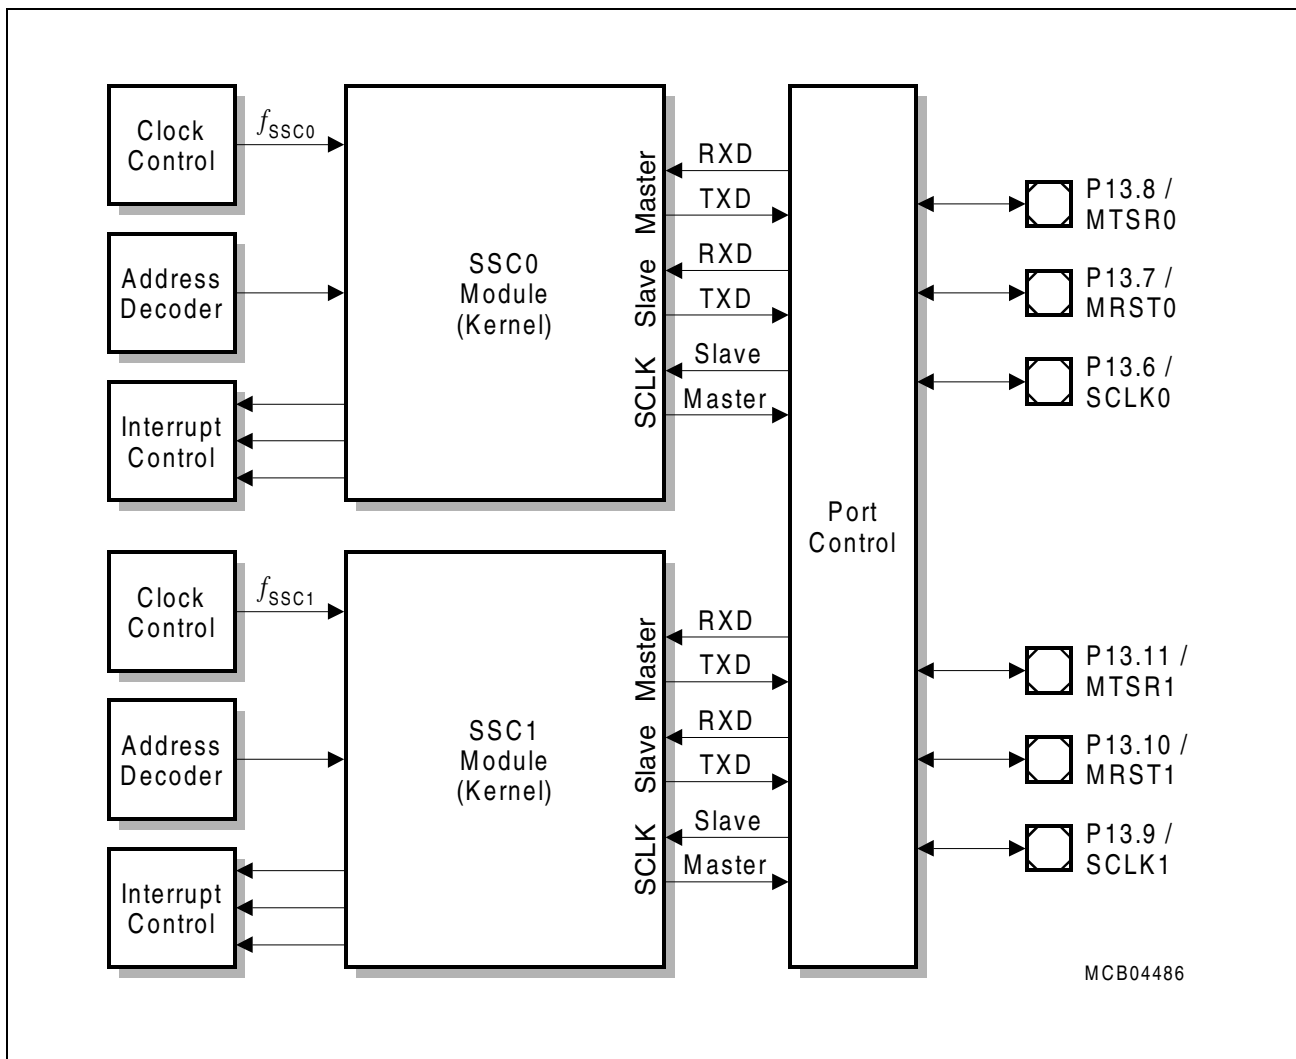 Clock
Control
fSSC0
Address
Decoder
Interrupt
Control
SSC0
Module
(Kernel)
Master
Slave
SCLK
RXD
TXD
RXD
TXD
Slave
Master
Port
Control
P13.8 /
MTSR0
P13.7 /
MRST0
P13.6 /
SCLK0
Clock
Control
fSSC1
Address
Decoder
Interrupt
Control
SSC1
Module
(Kernel)
Master
Slave
SCLK
RXD
TXD
RXD
TXD
Slave
Master
P13.11 /
MTSR1
P13.10 /
MRST1
P13.9 /
SCLK1
MCB04486